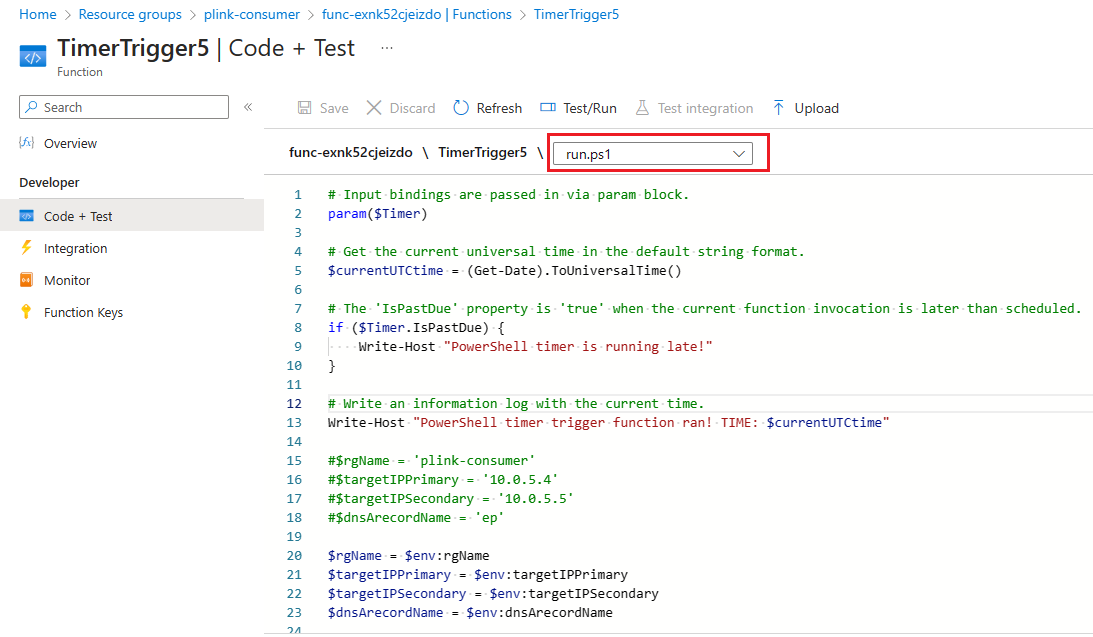 Home > Resource groups > plink-consumer > func-exnk52cjeizdo | Functions > TimerTrigger5
TimerTrigger5 | Code + Test ...
Function
Search «
Save Discard Refresh Test/Run Test integration Upload
Overview
Developer
Code + Test
Integration
Monitor
Function Keys
func-exnk52cjeizdo \ TimerTrigger5 \ run.ps1
1 # Input bindings are passed in via param block.
2 param($Timer)
3
4 # Get the current universal time in the default string format.
5 $currentUTCtime = (Get-Date).ToUniversalTime()
6
7 # The 'IsPastDue' property is 'true' when the current function invocation is later than scheduled.
8 if ($Timer.IsPastDue) {
9     Write-Host "PowerShell timer is running late!"
10 }
11
12 # Write an information log with the current time.
13 Write-Host "PowerShell timer trigger function ran! TIME: $currentUTCtime"
14
15 #$rgName = 'plink-consumer'
16 #$targetIPPrimary = '10.0.5.4'
17 #$targetIPSecondary = '10.0.5.5'
18 #$dnsArecordName = 'ep'
19
20 $rgName = $env:rgName
21 $targetIPPrimary = $env:targetIPPrimary
22 $targetIPSecondary = $env:targetIPSecondary
23 $dnsArecordName = $env:dnsArecordName
24